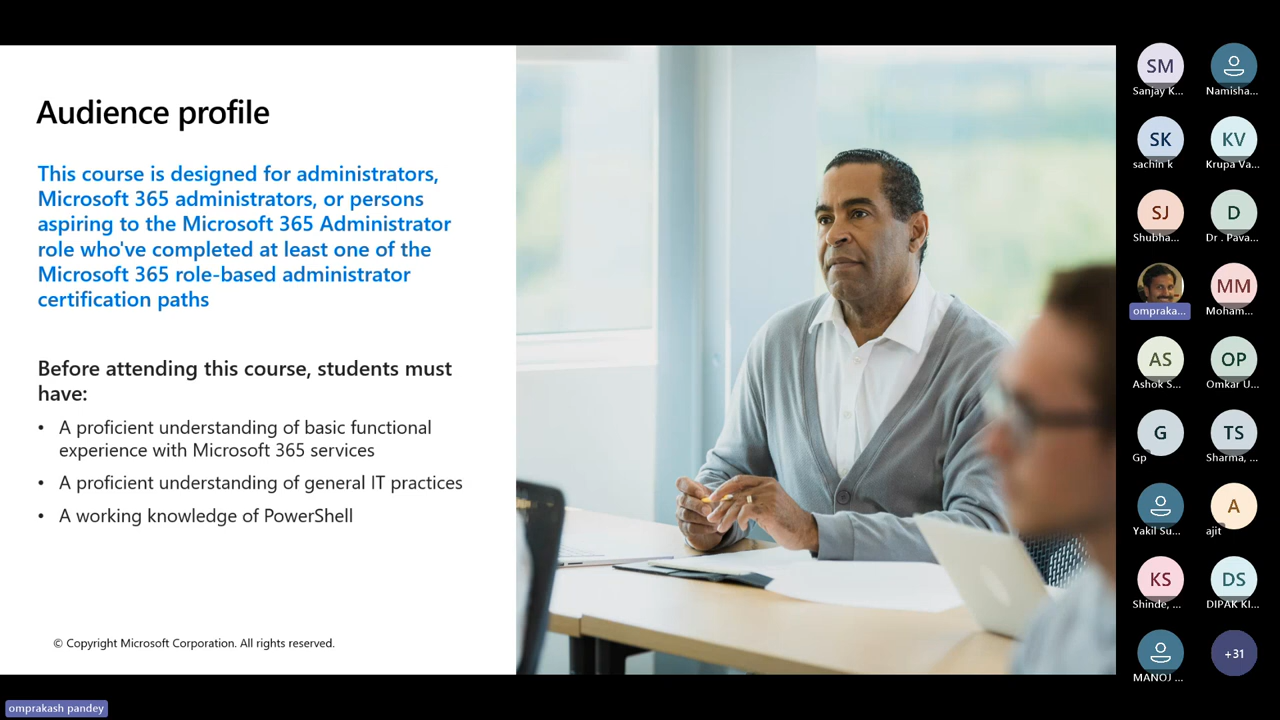 Audience profile
This course is designed for administrators,
Microsoft 365 administrators, or persons
aspiring to the Microsoft 365 Administrator
role who've completed at least one of the
Microsoft 365 role-based administrator
certification paths
Before attending this course, students must
have:
• A proficient understanding of basic functional
experience with Microsoft 365 services
• A proficient understanding of general IT practices
• A working knowledge of PowerShell
© Copyright Microsoft Corporation. All rights reserved.
omprakash pandey
SM
Sanjay K...
Namisha...
SK
sachin k
KV
Krupa Va...
SJ
Shubha...
D
Dr . Pava...
ompraka...
MM
Moham...
AS
Ashok S...
OP
Omkar U...
G
Gp
TS
Sharma, ...
Yakil Su...
A
ajit
KS
Shinde, ...
DS
DIPAK KI...
MANOJ ...
+31